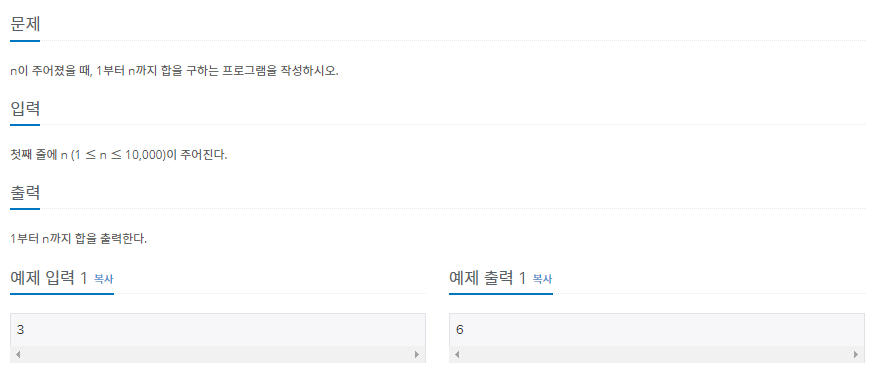 문제
n이 주어졌을 때, 1부터 n까지 합을 구하는 프로그램을 작성하시오.
입력
첫째 줄에 n (1 ≤ n ≤ 10,000)이 주어진다.
출력
1부터 n까지 합을 출력한다.
예제 입력 1 복사
3
예제 출력 1 복사
6